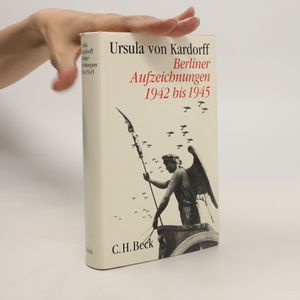 Ursula von Kardorff
Berliner
Aufzeichnungen
1942 bis 1945
C.H.Beck